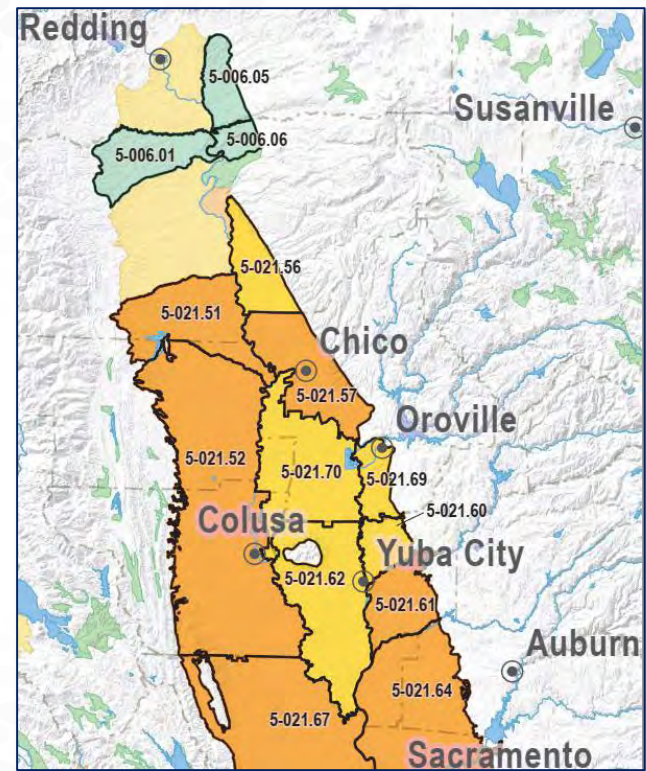 Redding
5-006.05
Susanville
5-006.06
5-006.01
5-021.56
5-021.51
Chico
5-021.57
Oroville
5-021.52
5-021.70
5-021.69
5-021.60
Colusa
Yuba City
5-021.62
5-021.61
Auburn
5-021.64
5-021.67
Sacramento